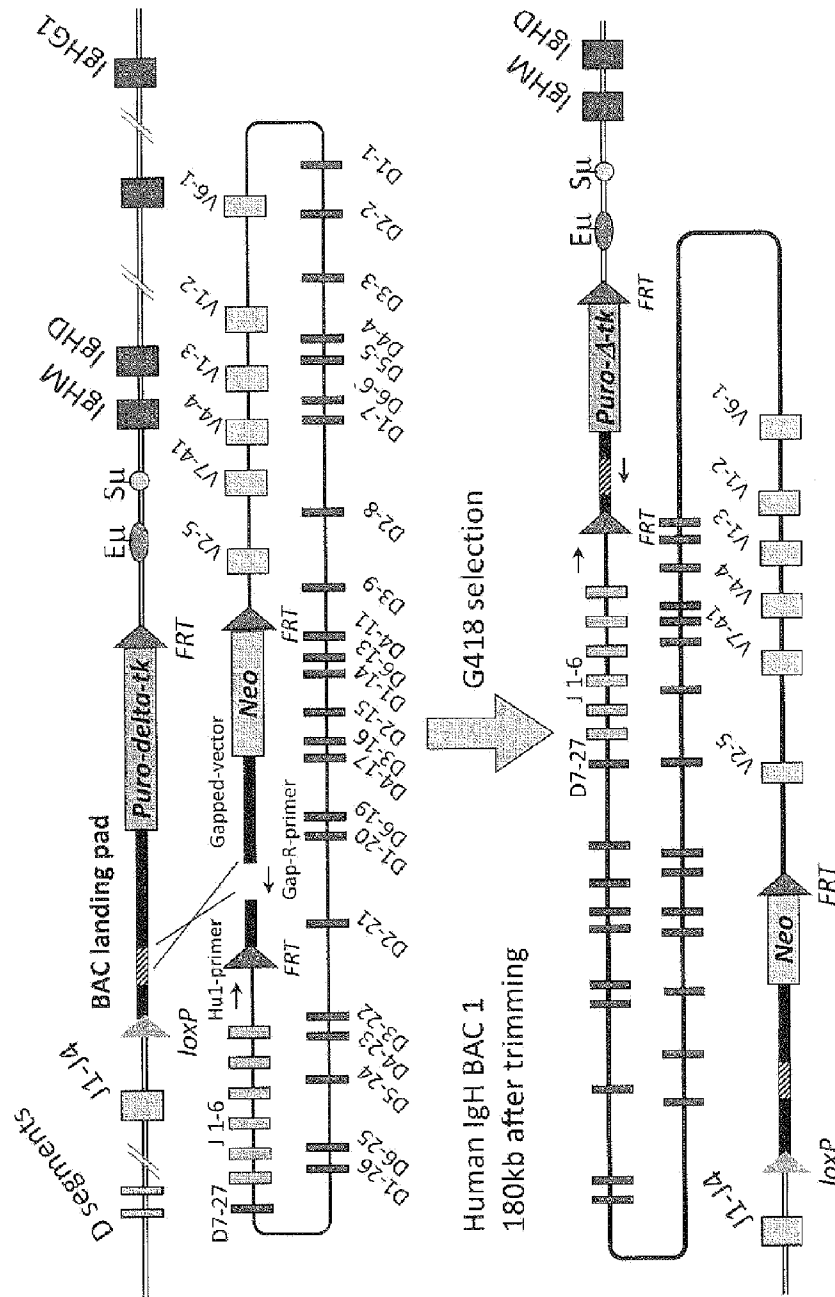 D segments
J1-J4
BAC landing pad
Puro-delta-tk
Eμ
Sμ
IgHM
IgHD
IgHG1
loxP
FRT
Hu1-primer
Gapped-vector
Neo
V2-5
V7-41
V4-4
V1-3
V1-2
V6-1
J 1-6
D7-27
FRT
Gap-R-primer
FRT
D1-26
D6-25
D5-24
D4-23
D3-22
D2-21
D1-20
D6-19
D4-17
D3-16
D2-15
D1-14
D6-13
D4-11
D3-9
D2-8
D1-7
D6-6
D5-5
D4-4
D3-3
D2-2
D1-1
Human IgH BAC 1
180kb after trimming
G418 selection
D7-27
J 1-6
FRT
Puro-Δ-tk
FRT
Eμ
Sμ
IgHM
IgHD
J1-J4
loxP
Neo
FRT
V2-5
V7-41
V4-4
V1-3
V1-2
V6-1